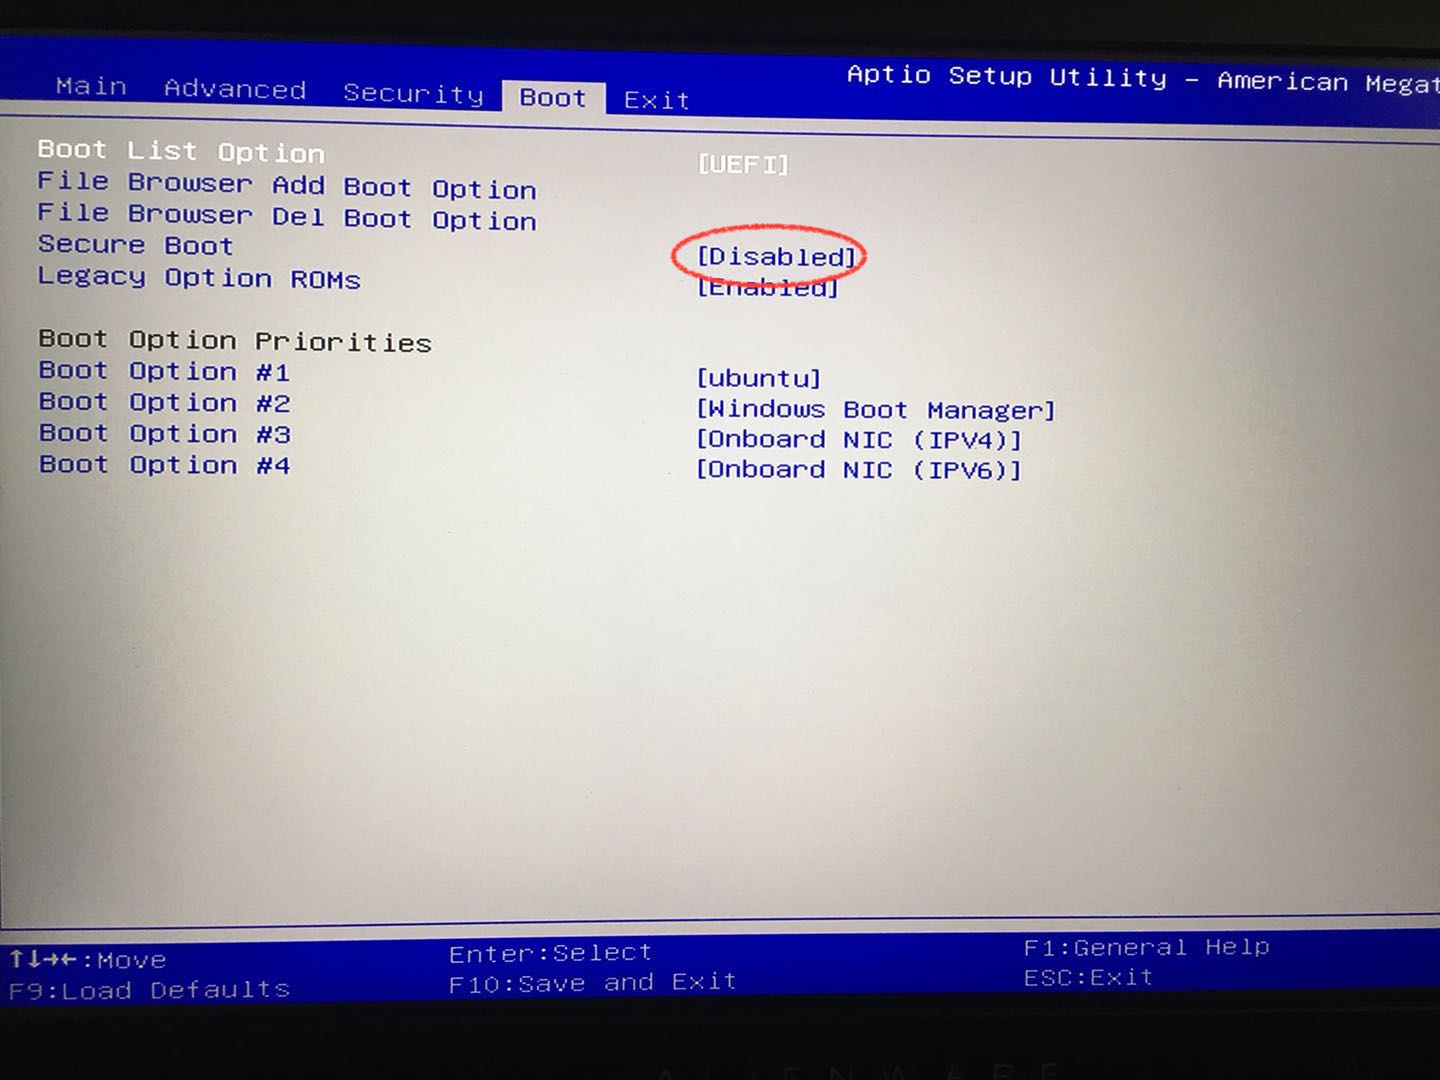 Aptio Setup Utility - American Megat
Main Advanced Security Boot Exit
Boot List Option [UEFI]
File Browser Add Boot Option
File Browser Del Boot Option
Secure Boot [Disabled]
Legacy Option ROMs [Enabled]
Boot Option Priorities
Boot Option #1 [ubuntu]
Boot Option #2 [Windows Boot Manager]
Boot Option #3 [Onboard NIC (IPV4)]
Boot Option #4 [Onboard NIC (IPV6)]
↑↓→←:Move Enter:Select F1:General Help
F9:Load Defaults F10:Save and Exit ESC:Exit
ALIENWARE